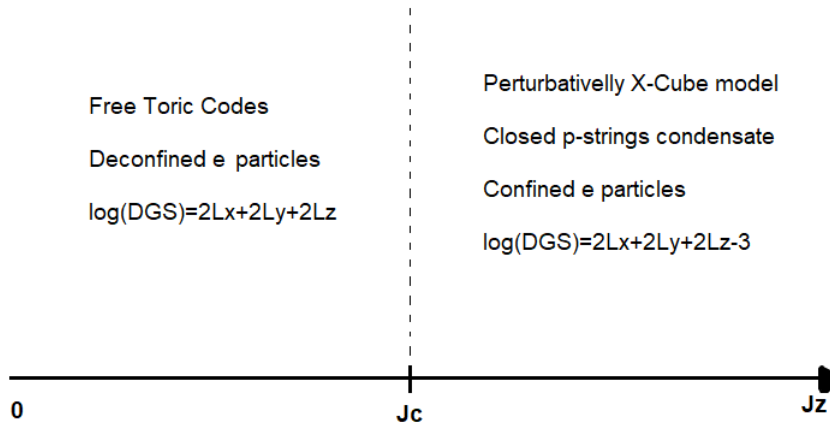 Free Toric Codes
Deconfined e particles
log(DGS)=2Lx+2Ly+2Lz
Perturbativelly X-Cube model
Closed p-strings condensate
Confined e particles
log(DGS)=2Lx+2Ly+2Lz-3
0
Jc
Jz